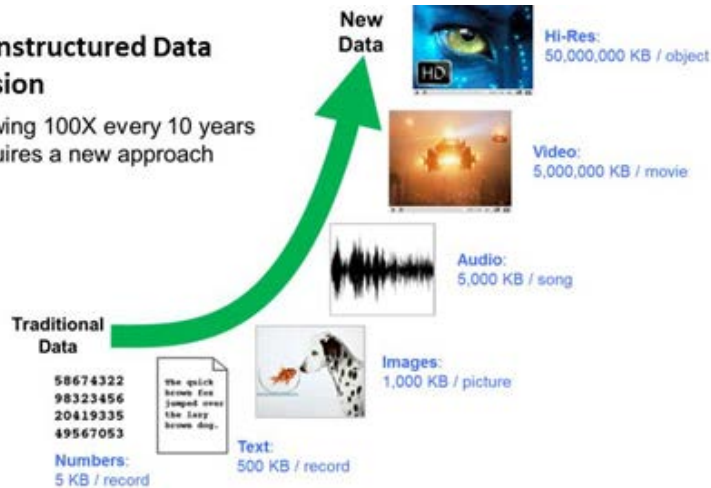 nstructured Data
sion
wing 100X every 10 years
uires a new approach
New
Data
HD
Hi-Res:
50,000,000 KB / object
Video:
5,000,000 KB / movie
Audio:
5,000 KB / song
Traditional
Data
Images:
1,000 KB / picture
58674322
98323456
20419335
49567053
The quick
brown fox
jumped over
the lazy
brown dog.
Numbers:
5 KB / record
Text:
500 KB / record